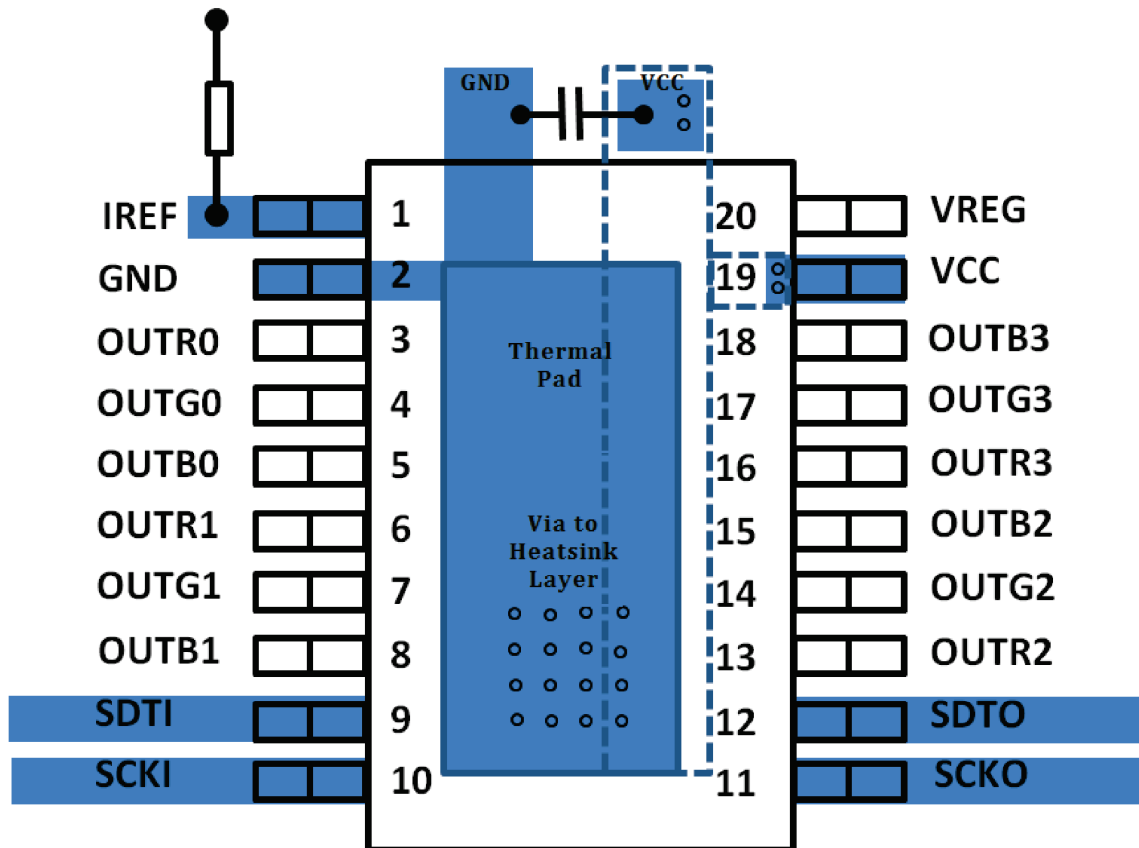 GND VCC
IREF 1 20 VREG
GND 2 19 VCC
OUTR0 3 18 OUTB3
OUTG0 4 17 OUTG3
OUTB0 5 16 OUTR3
OUTR1 6 15 OUTB2
OUTG1 7 14 OUTG2
OUTB1 8 13 OUTR2
SDTI 9 12 SDTO
SCKI 10 11 SCKO
Thermal
Pad
Via to
Heatsink
Layer